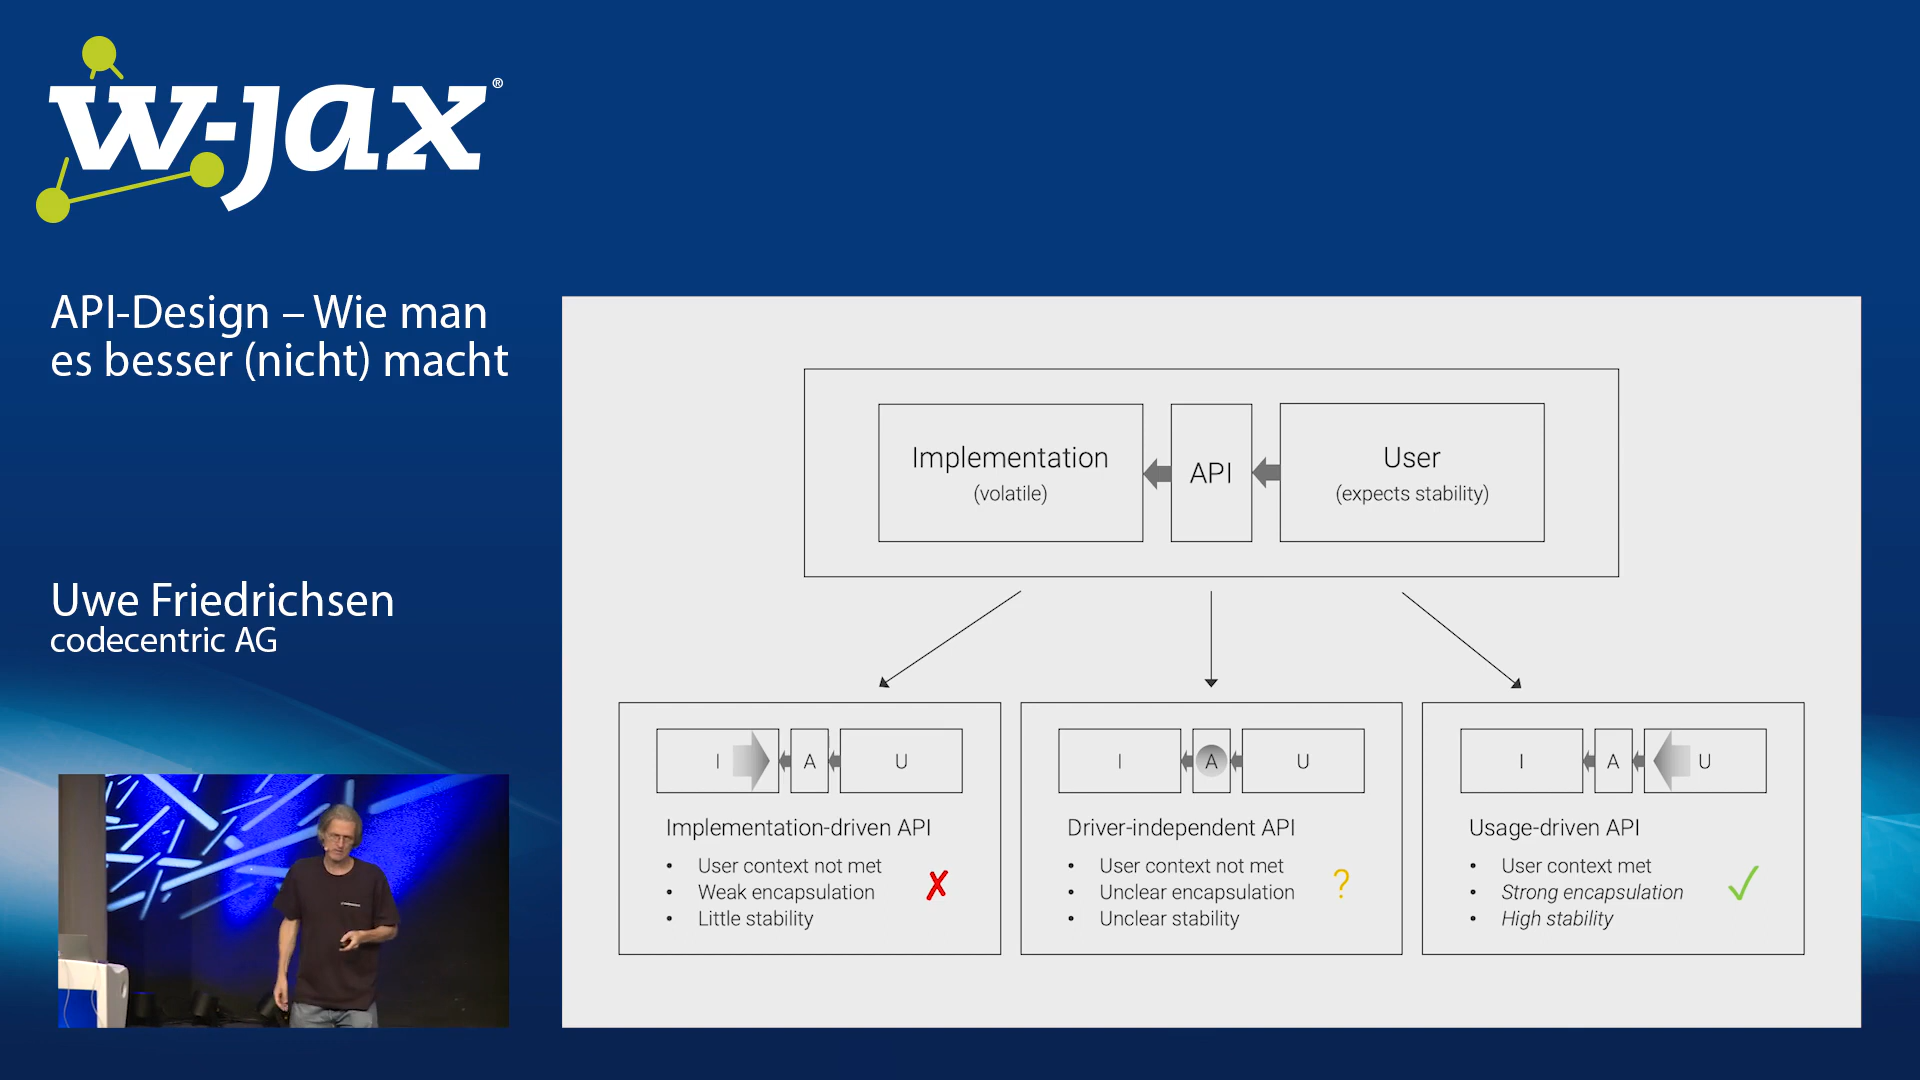 w-jax®
API-Design – Wie man
es besser (nicht) macht
Uwe Friedrichsen
codecentric AG
Implementation
(volatile)
API
User
(expects stability)
I
A
U
Implementation-driven API
• User context not met
• Weak encapsulation
• Little stability
✗
I
A
U
Driver-independent API
• User context not met
• Unclear encapsulation
• Unclear stability
?
I
A
U
Usage-driven API
• User context met
• Strong encapsulation
• High stability
✓